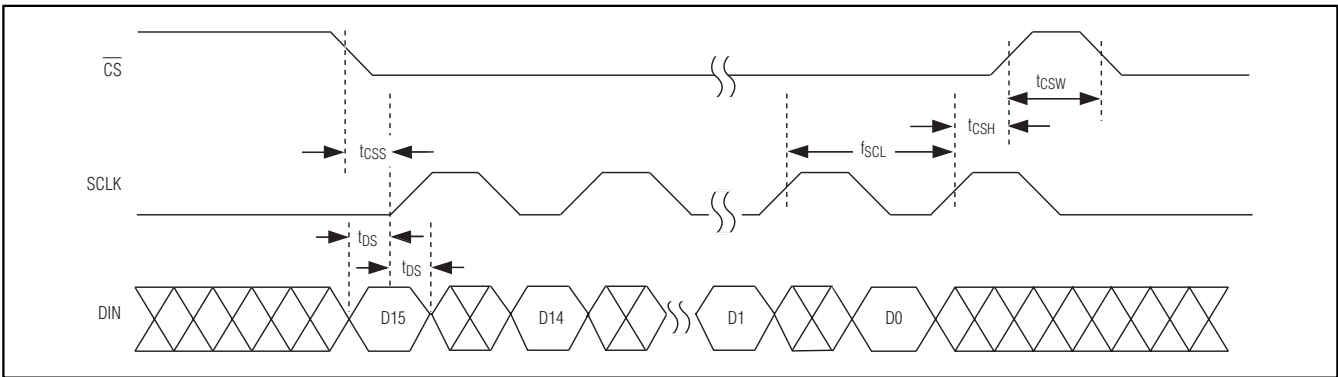 CS
tCSW
tCSH
tCSS
fSCL
SCLK
tDS
tDS
DIN
D15
D14
D1
D0